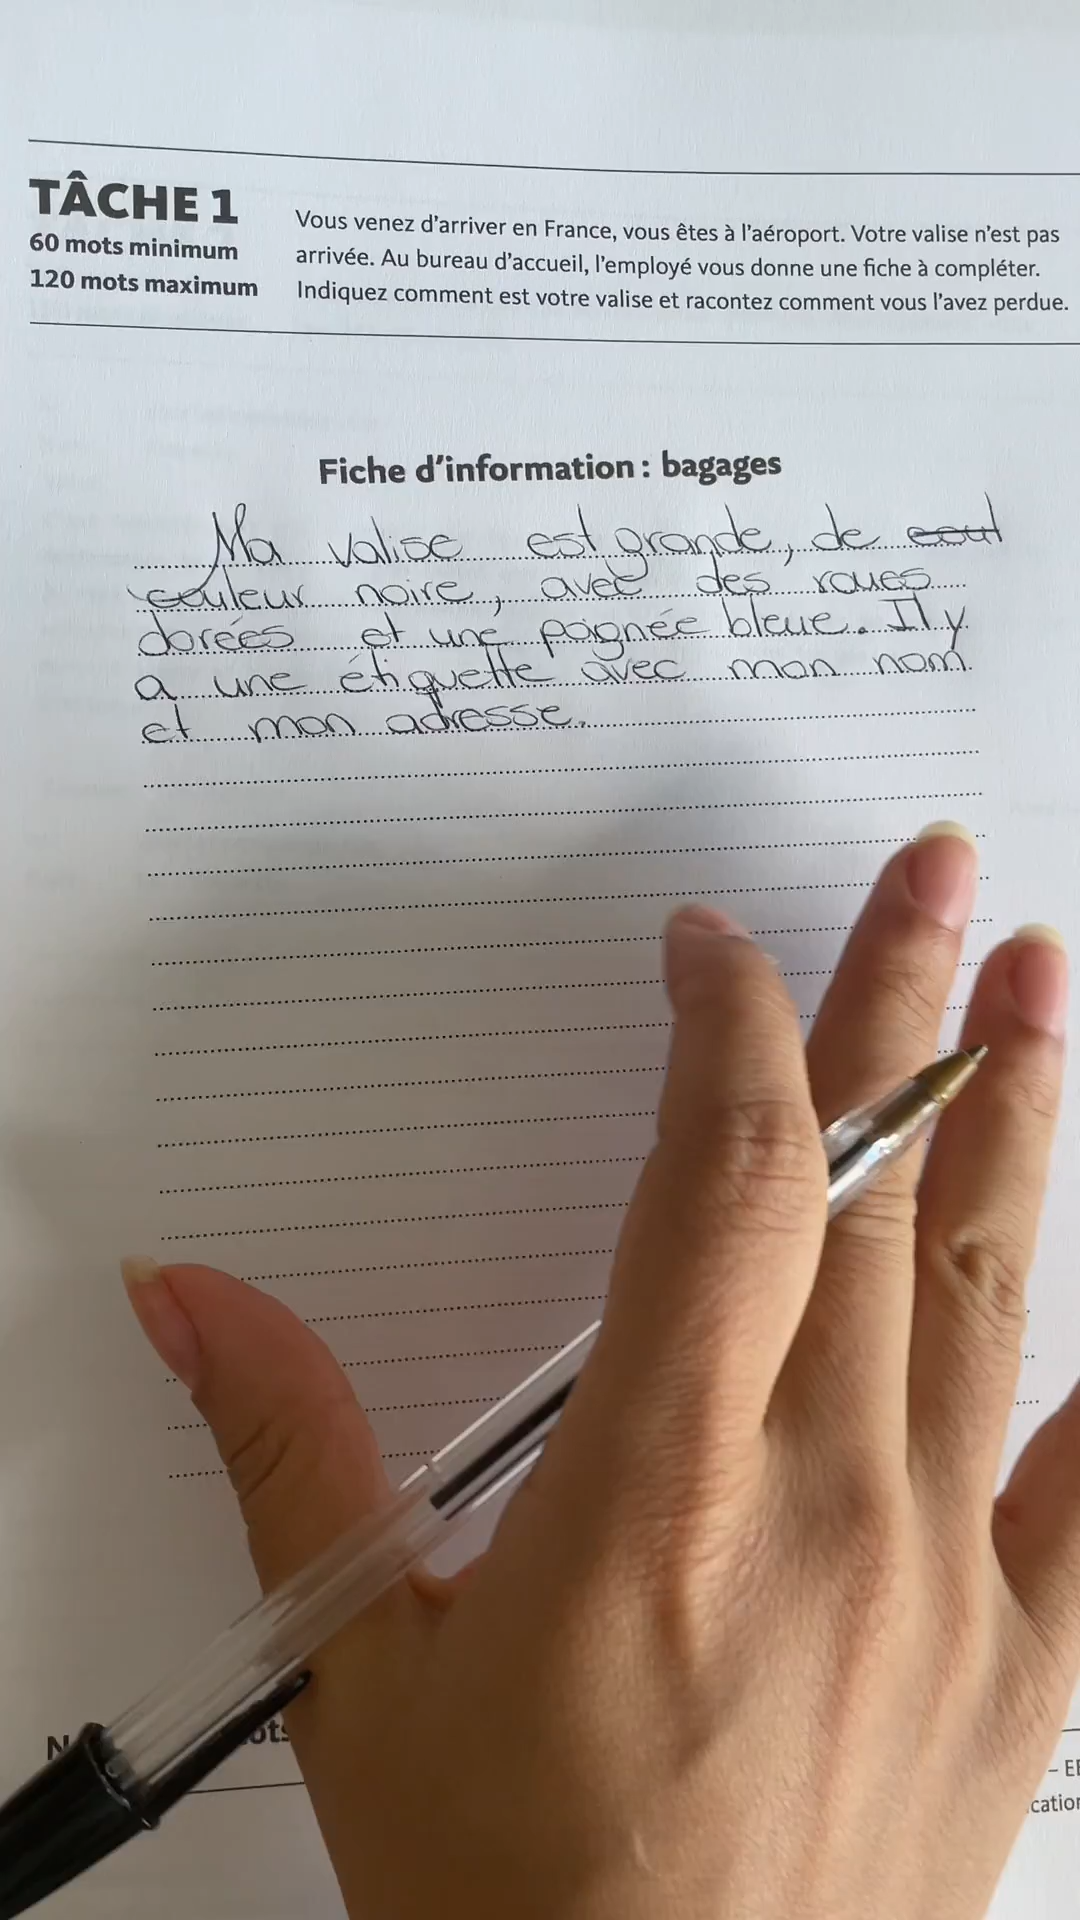 TÂCHE 1
60 mots minimum
120 mots maximum
Vous venez d'arriver en France, vous êtes à l'aéroport. Votre valise n'est pas
arrivée. Au bureau d'accueil, l'employé vous donne une fiche à compléter.
Indiquez comment est votre valise et racontez comment vous l'avez perdue.
Fiche d'information : bagages
Ma valise est grande, de
couleur noire, avec des roues
dorées et une poignée bleue. Il y
a une étiquette avec mon nom
et mon adresse.